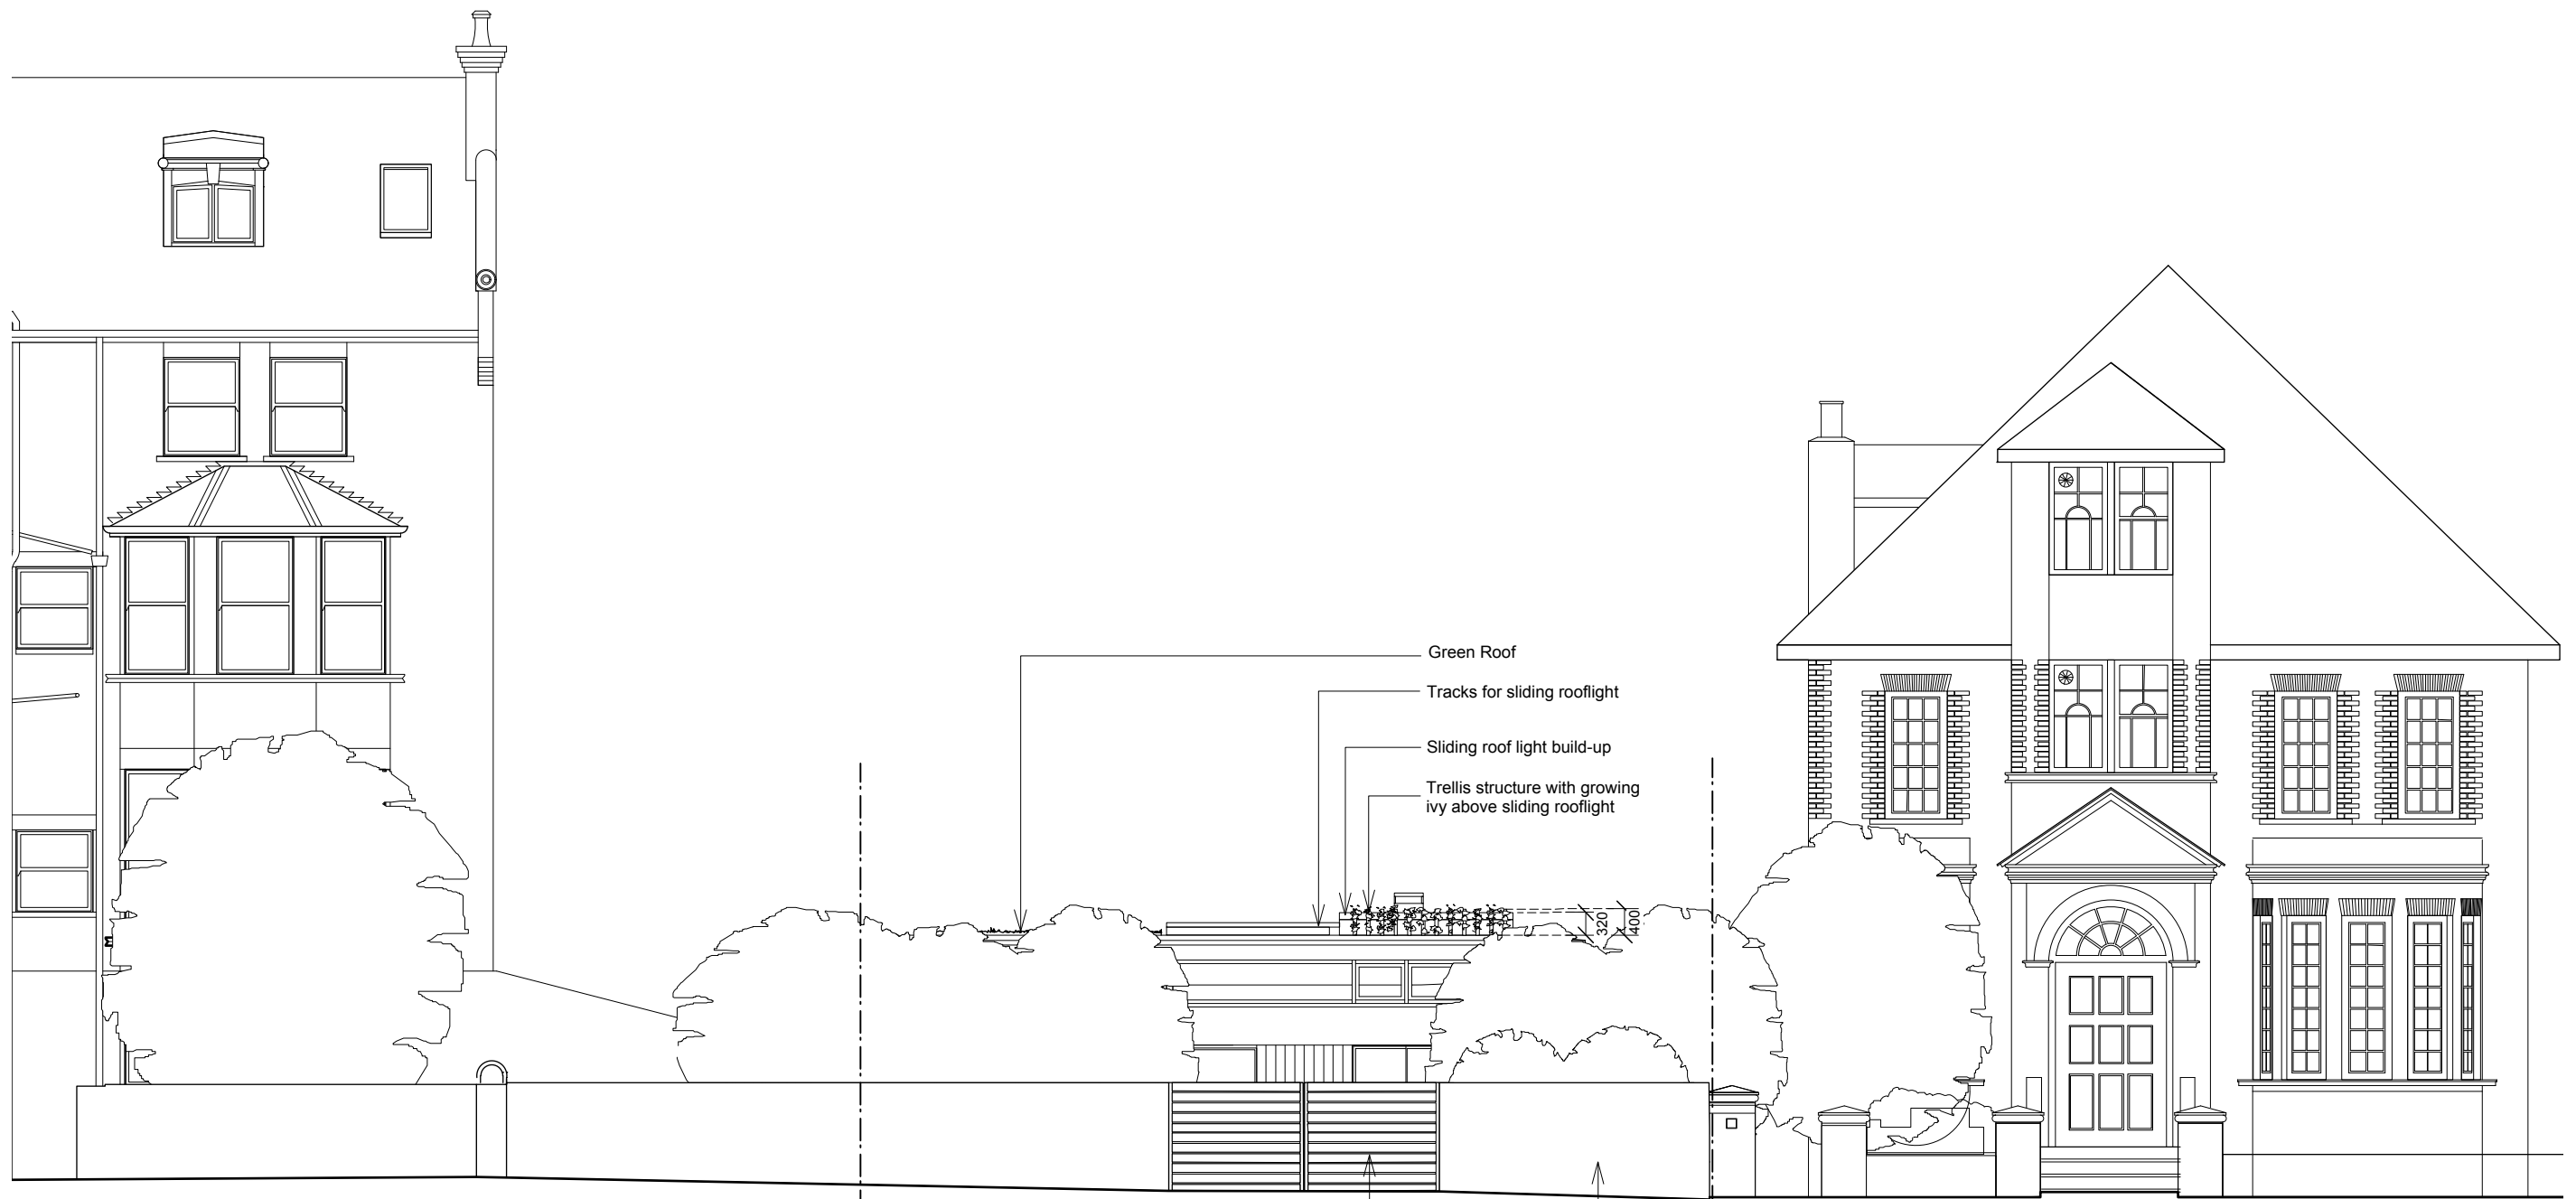 Green Roof
Tracks for sliding rooflight
Sliding roof light build-up
Trellis structure with growing
ivy above sliding rooflight
320
400